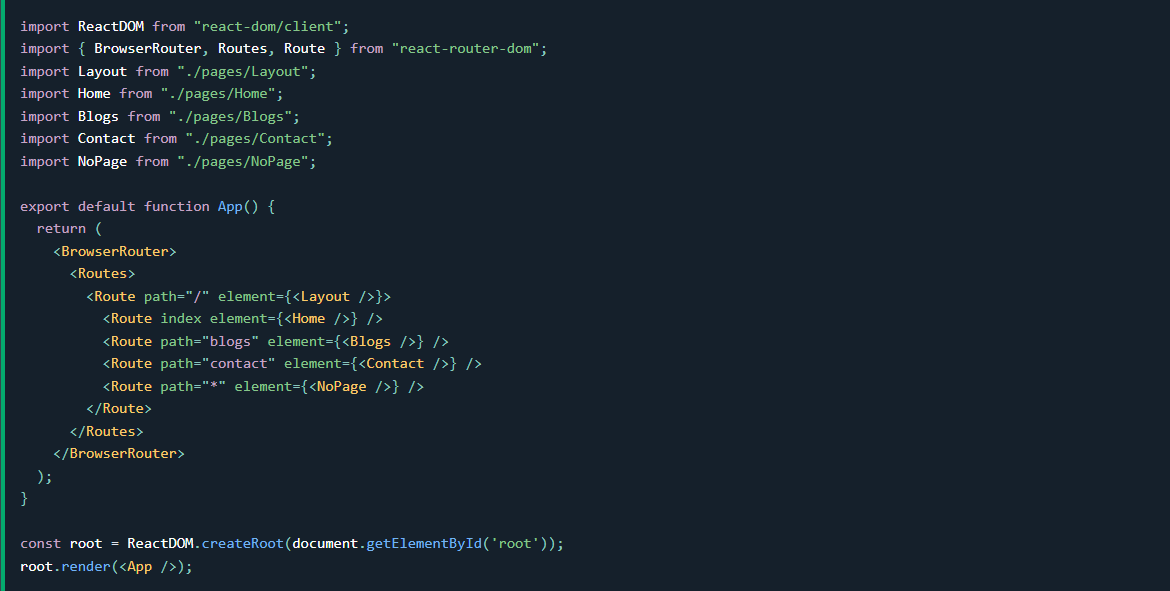 import ReactDOM from "react-dom/client";
import { BrowserRouter, Routes, Route } from "react-router-dom";
import Layout from "./pages/Layout";
import Home from "./pages/Home";
import Blogs from "./pages/Blogs";
import Contact from "./pages/Contact";
import NoPage from "./pages/NoPage";

export default function App() {
  return (
    <BrowserRouter>
      <Routes>
        <Route path="/" element={<Layout />}>
          <Route index element={<Home />} />
          <Route path="blogs" element={<Blogs />} />
          <Route path="contact" element={<Contact />} />
          <Route path="*" element={<NoPage />} />
        </Route>
      </Routes>
    </BrowserRouter>
  );
}

const root = ReactDOM.createRoot(document.getElementById('root'));
root.render(<App />);